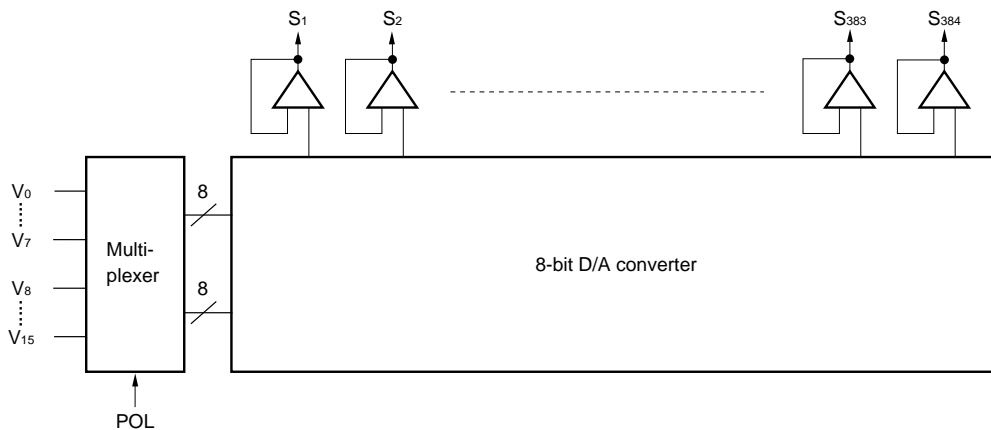 S1 S2 S383 S384
V0
V7
V8
V15
Multi-
plexer
8
8
8-bit D/A converter
POL